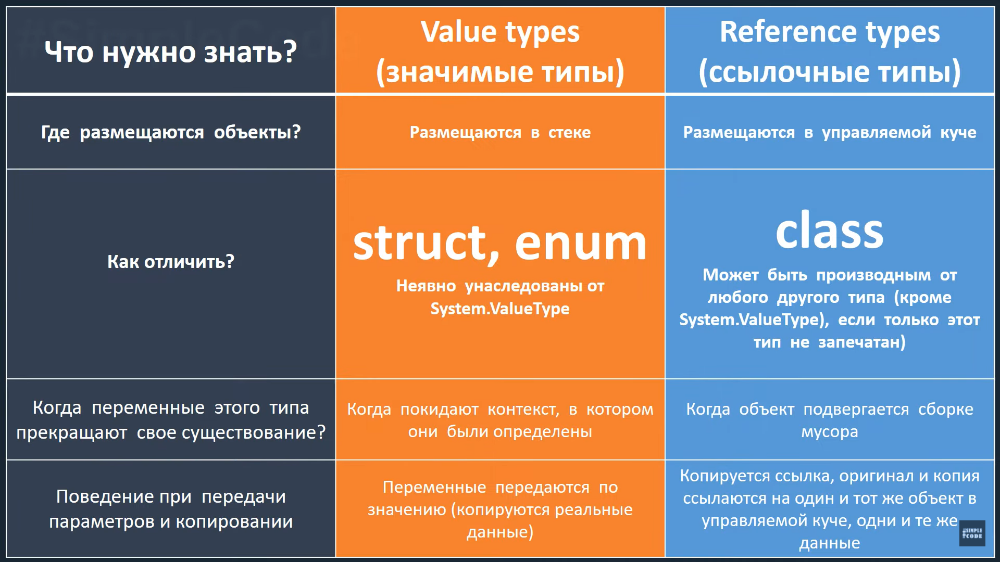 Что нужно знать?
Value types
(значимые типы)
Reference types
(ссылочные типы)
Где размещаются объекты?
Размещаются в стеке
Размещаются в управляемой куче
Как отличить?
struct, enum
Неявно унаследованы от
System.ValueType
class
Может быть производным от
любого другого типа (кроме
System.ValueType), если только этот
тип не запечатан)
Когда переменные этого типа
прекращают свое существование?
Когда покидают контекст, в котором
они были определены
Когда объект подвергается сборке
мусора
Поведение при передачи
параметров и копировании
Переменные передаются по
значению (копируются реальные
данные)
Копируется ссылка, оригинал и копия
ссылаются на один и тот же объект в
управляемой куче, одни и те же
данные
#SIMPLE
CODE
#SimpleCode